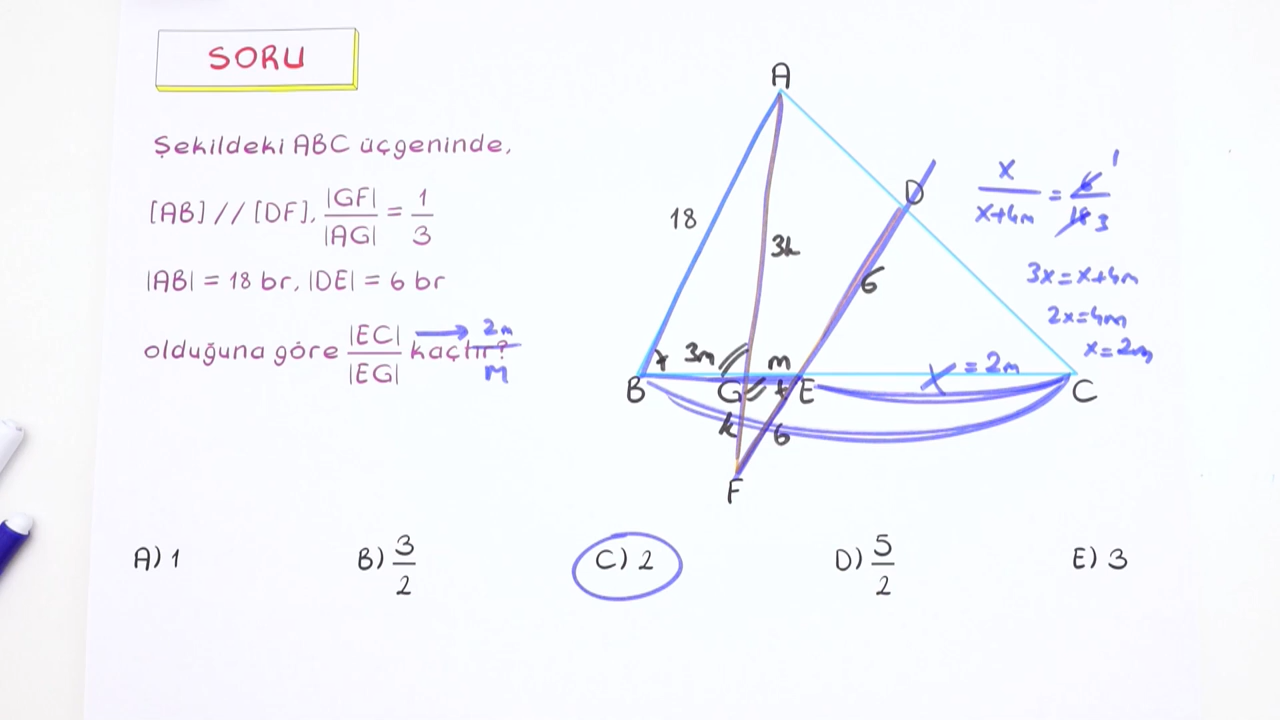 SORU
Şekildeki ABC üçgeninde,
[AB] // [DF], |GF| / |AG| = 1 / 3
|AB| = 18 br, |DE| = 6 br
olduğuna göre |EC| / |EG| kaçtır? → 2m / m
A) 1
B) 3/2
C) 2
D) 5/2
E) 3
A
D
18
3k
6
B
3m
m
x = 2m
G
E
C
k
6
F
x / x+4m = 6 / 18
1
3
3x = x+4m
2x = 4m
x = 2m